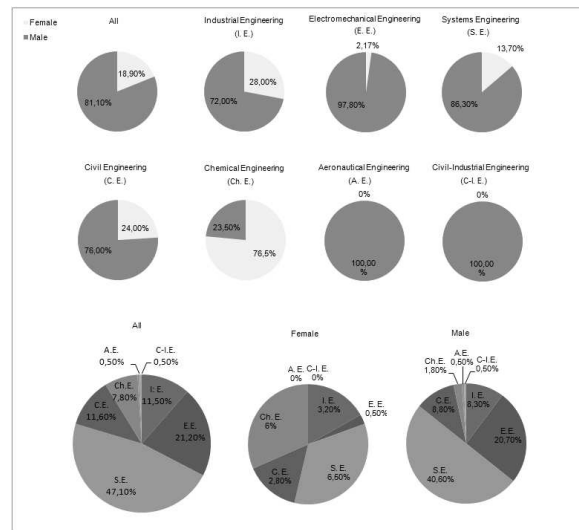 Female
Male
All
18,90%
81,10%
Industrial Engineering
(I. E.)
28,00%
72,00%
Electromechanical Engineering
(E. E.)
2,17%
97,80%
Systems Engineering
(S. E.)
13,70%
86,30%
Civil Engineering
(C. E.)
24,00%
76,00%
Chemical Engineering
(Ch. E.)
23,50%
76,5%
Aeronautical Engineering
(A. E.)
0%
100,00
%
Civil-Industrial Engineering
(C-I. E.)
0%
100,00
%
All
A.E.
0,50%
C-I.E.
0,50%
Ch.E.
7,80%
I. E.
11,50%
C.E.
11,60%
E.E.
21,20%
S.E.
47,10%
Female
A. E.
0%
C-I. E.
0%
I. E.
3,20%
E. E.
0,60%
Ch. E.
6%
C. E.
2,80%
S. E.
6,60%
Male
A.E.
0,60%
C-I.E.
0,60%
Ch.E.
1,80%
I. E.
8,30%
C.E.
8,80%
E.E.
20,70%
S.E.
40,60%